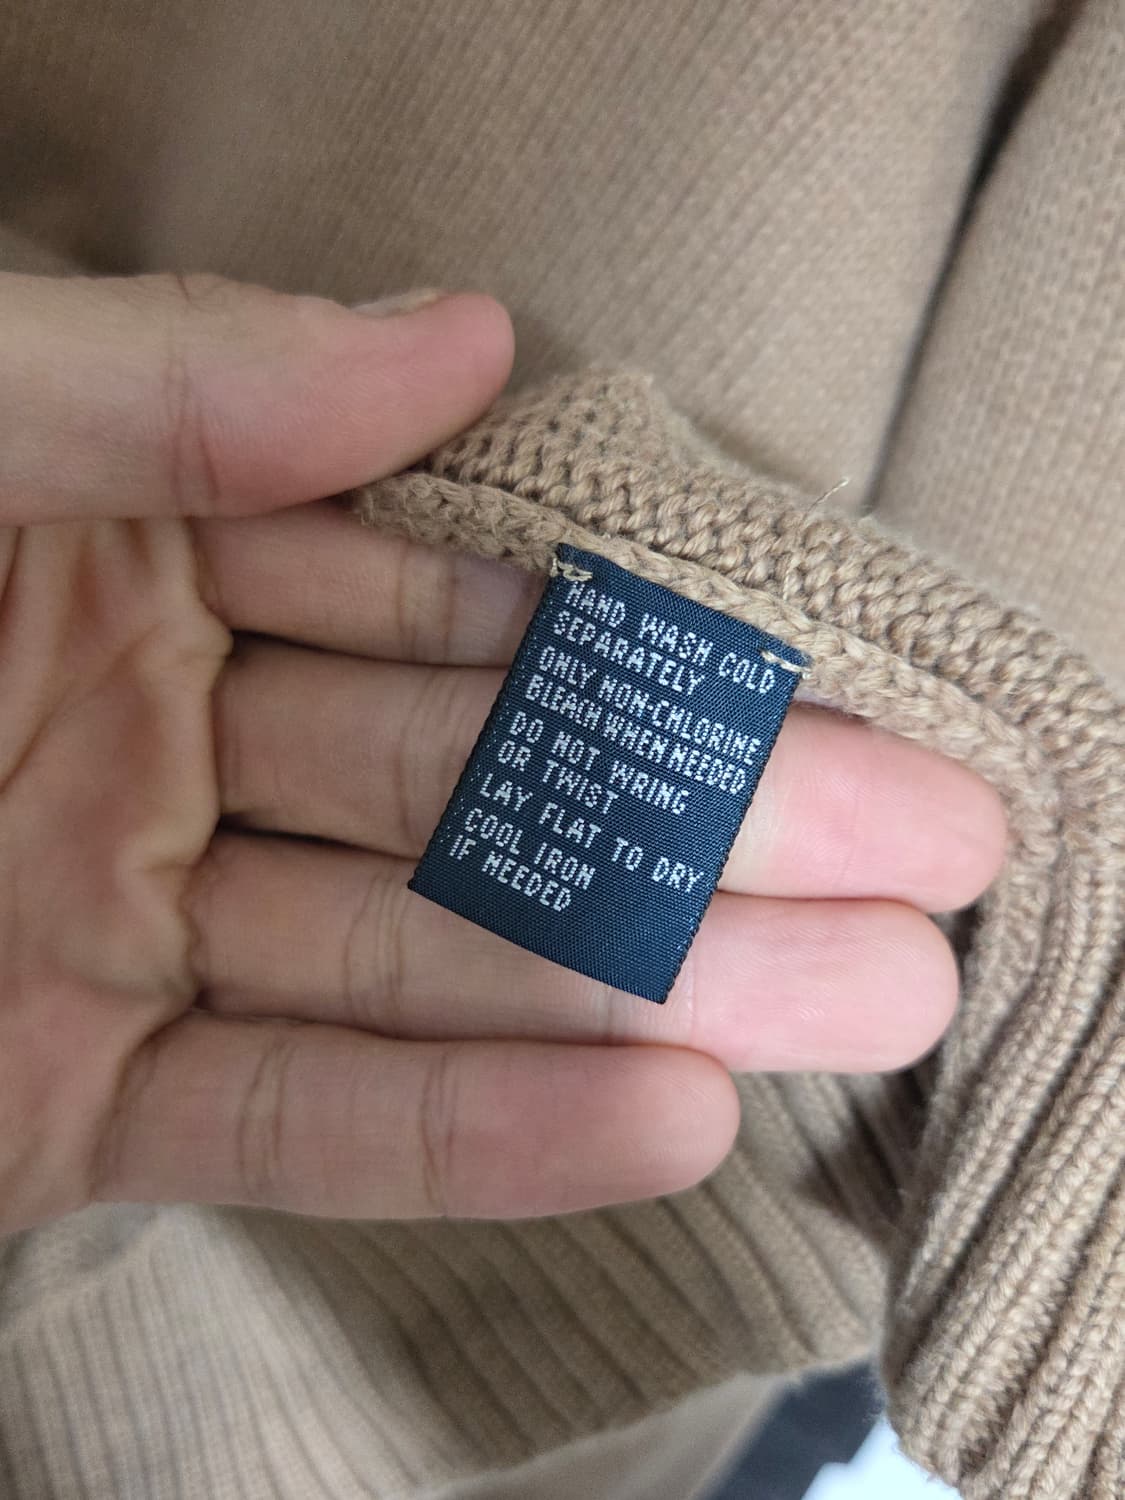 HAND WASH COLD
SEPARATELY
ONLY NON-CHLORINE
BLEACH WHEN NEEDED
DO NOT WRING
OR TWIST
LAY FLAT TO DRY
COOL IRON
IF NEEDED